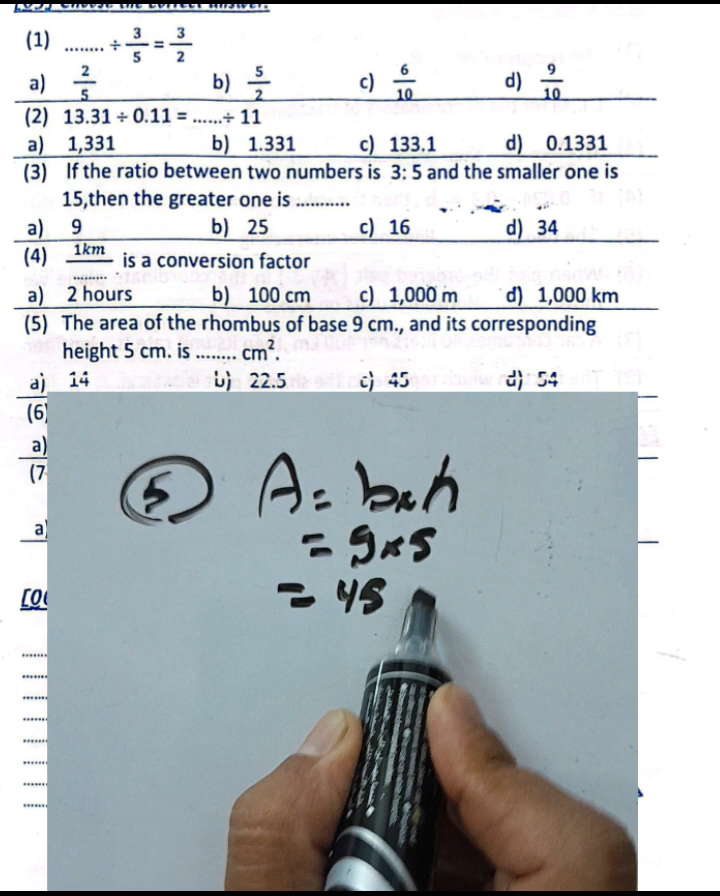 (1) ........ ÷ 3/5 = 3/2
a) 2/5 b) 5/2 c) 6/10 d) 9/10
(2) 13.31 ÷ 0.11 = ......÷ 11
a) 1,331 b) 1.331 c) 133.1 d) 0.1331
(3) If the ratio between two numbers is 3: 5 and the smaller one is
15,then the greater one is ...........
a) 9 b) 25 c) 16 d) 34
(4) 1km/...... is a conversion factor
a) 2 hours b) 100 cm c) 1,000 m d) 1,000 km
(5) The area of the rhombus of base 9 cm., and its corresponding
height 5 cm. is ........ cm².
a) 14 b) 22.5 c) 45 d) 54
(6)
a)
(7
a)
5 A = b×h
= 9×5
= 45